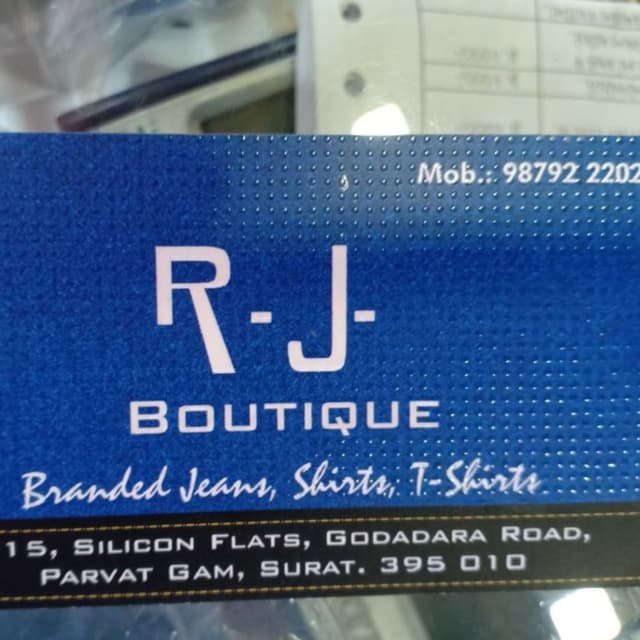 Mob.: 98792 2202
R-J-
BOUTIQUE
Branded Jeans, Shirts, T-Shirts
15, SILICON FLATS, GODADARA ROAD,
PARVAT GAM, SURAT. 395 010